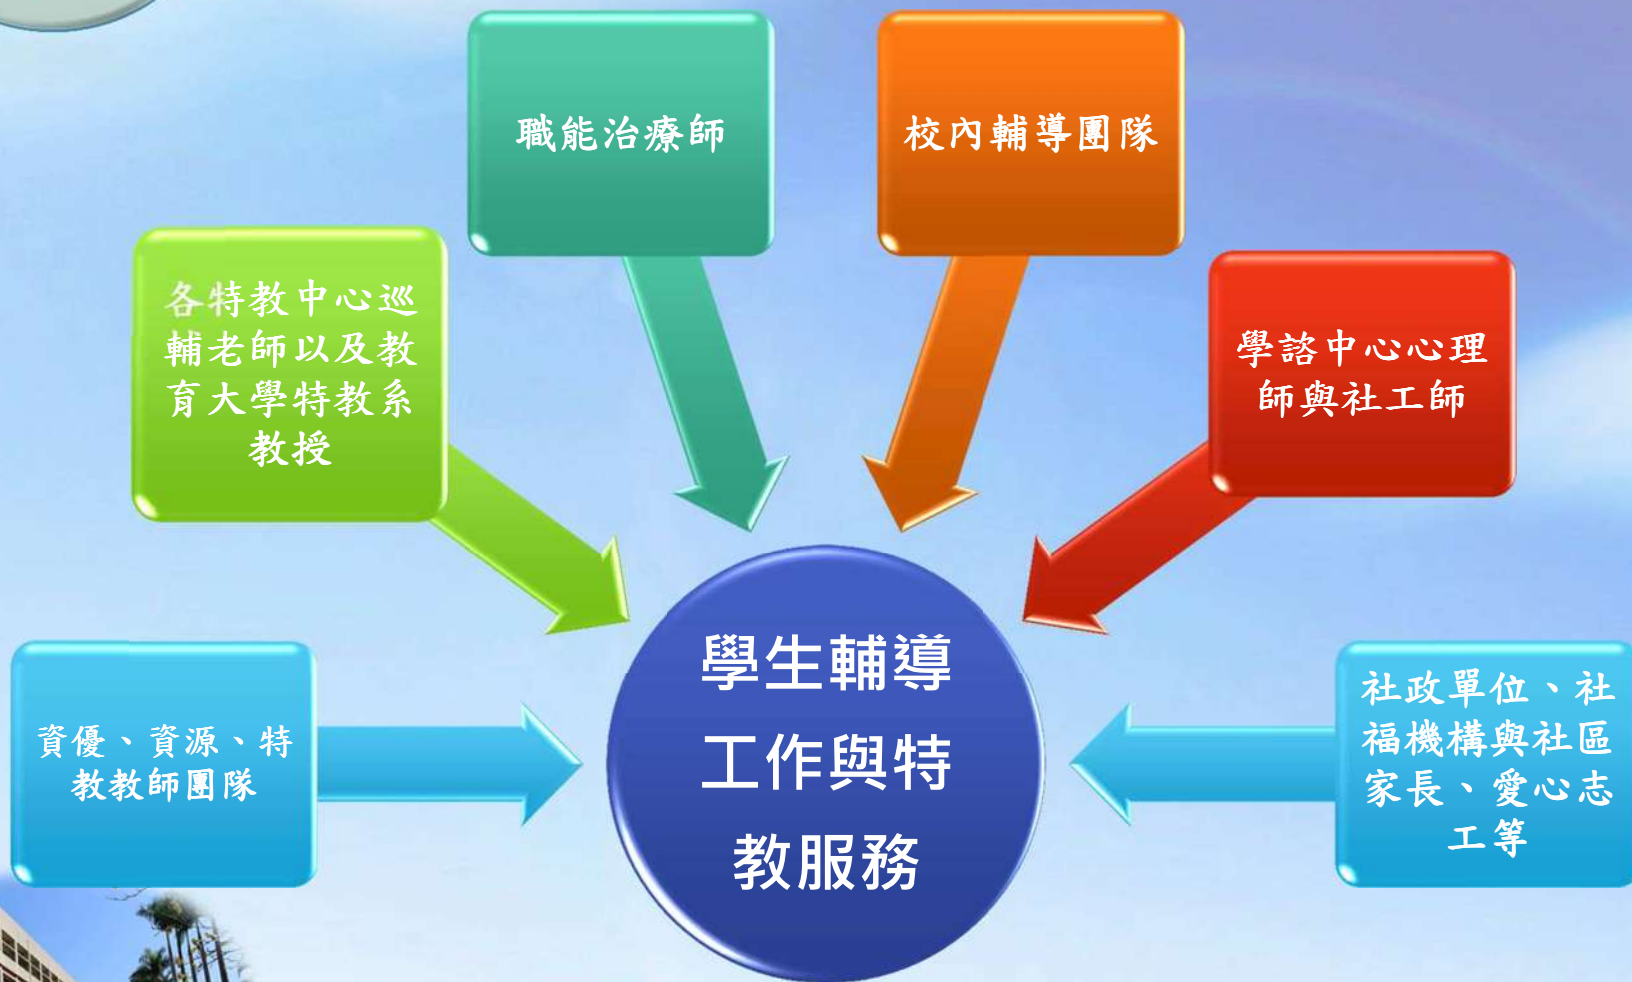 職能治療師
校內輔導團隊
各特教中心巡
輔老師以及教
育大學特教系
教授
學諮中心心理
師與社工師
資優、資源、特
教教師團隊
學生輔導
工作與特
教服務
社政單位、社
福機構與社區
家長、愛心志
工等